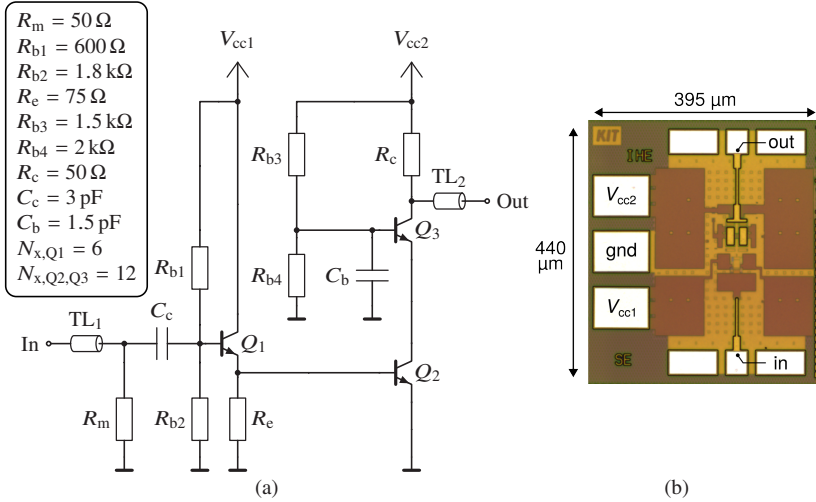 R_m = 50 Ω
R_b1 = 600 Ω
R_b2 = 1.8 kΩ
R_e = 75 Ω
R_b3 = 1.5 kΩ
R_b4 = 2 kΩ
R_c = 50 Ω
C_c = 3 pF
C_b = 1.5 pF
N_x,Q1 = 6
N_x,Q2,Q3 = 12
V_cc1
V_cc2
R_b3
R_c
TL_2
Out
Q_3
R_b4
C_b
R_b1
C_c
TL_1
In
Q_1
Q_2
R_m
R_b2
R_e
(a)
395 µm
KIT
IHE
out
V_cc2
440 µm
gnd
V_cc1
SE
in
(b)